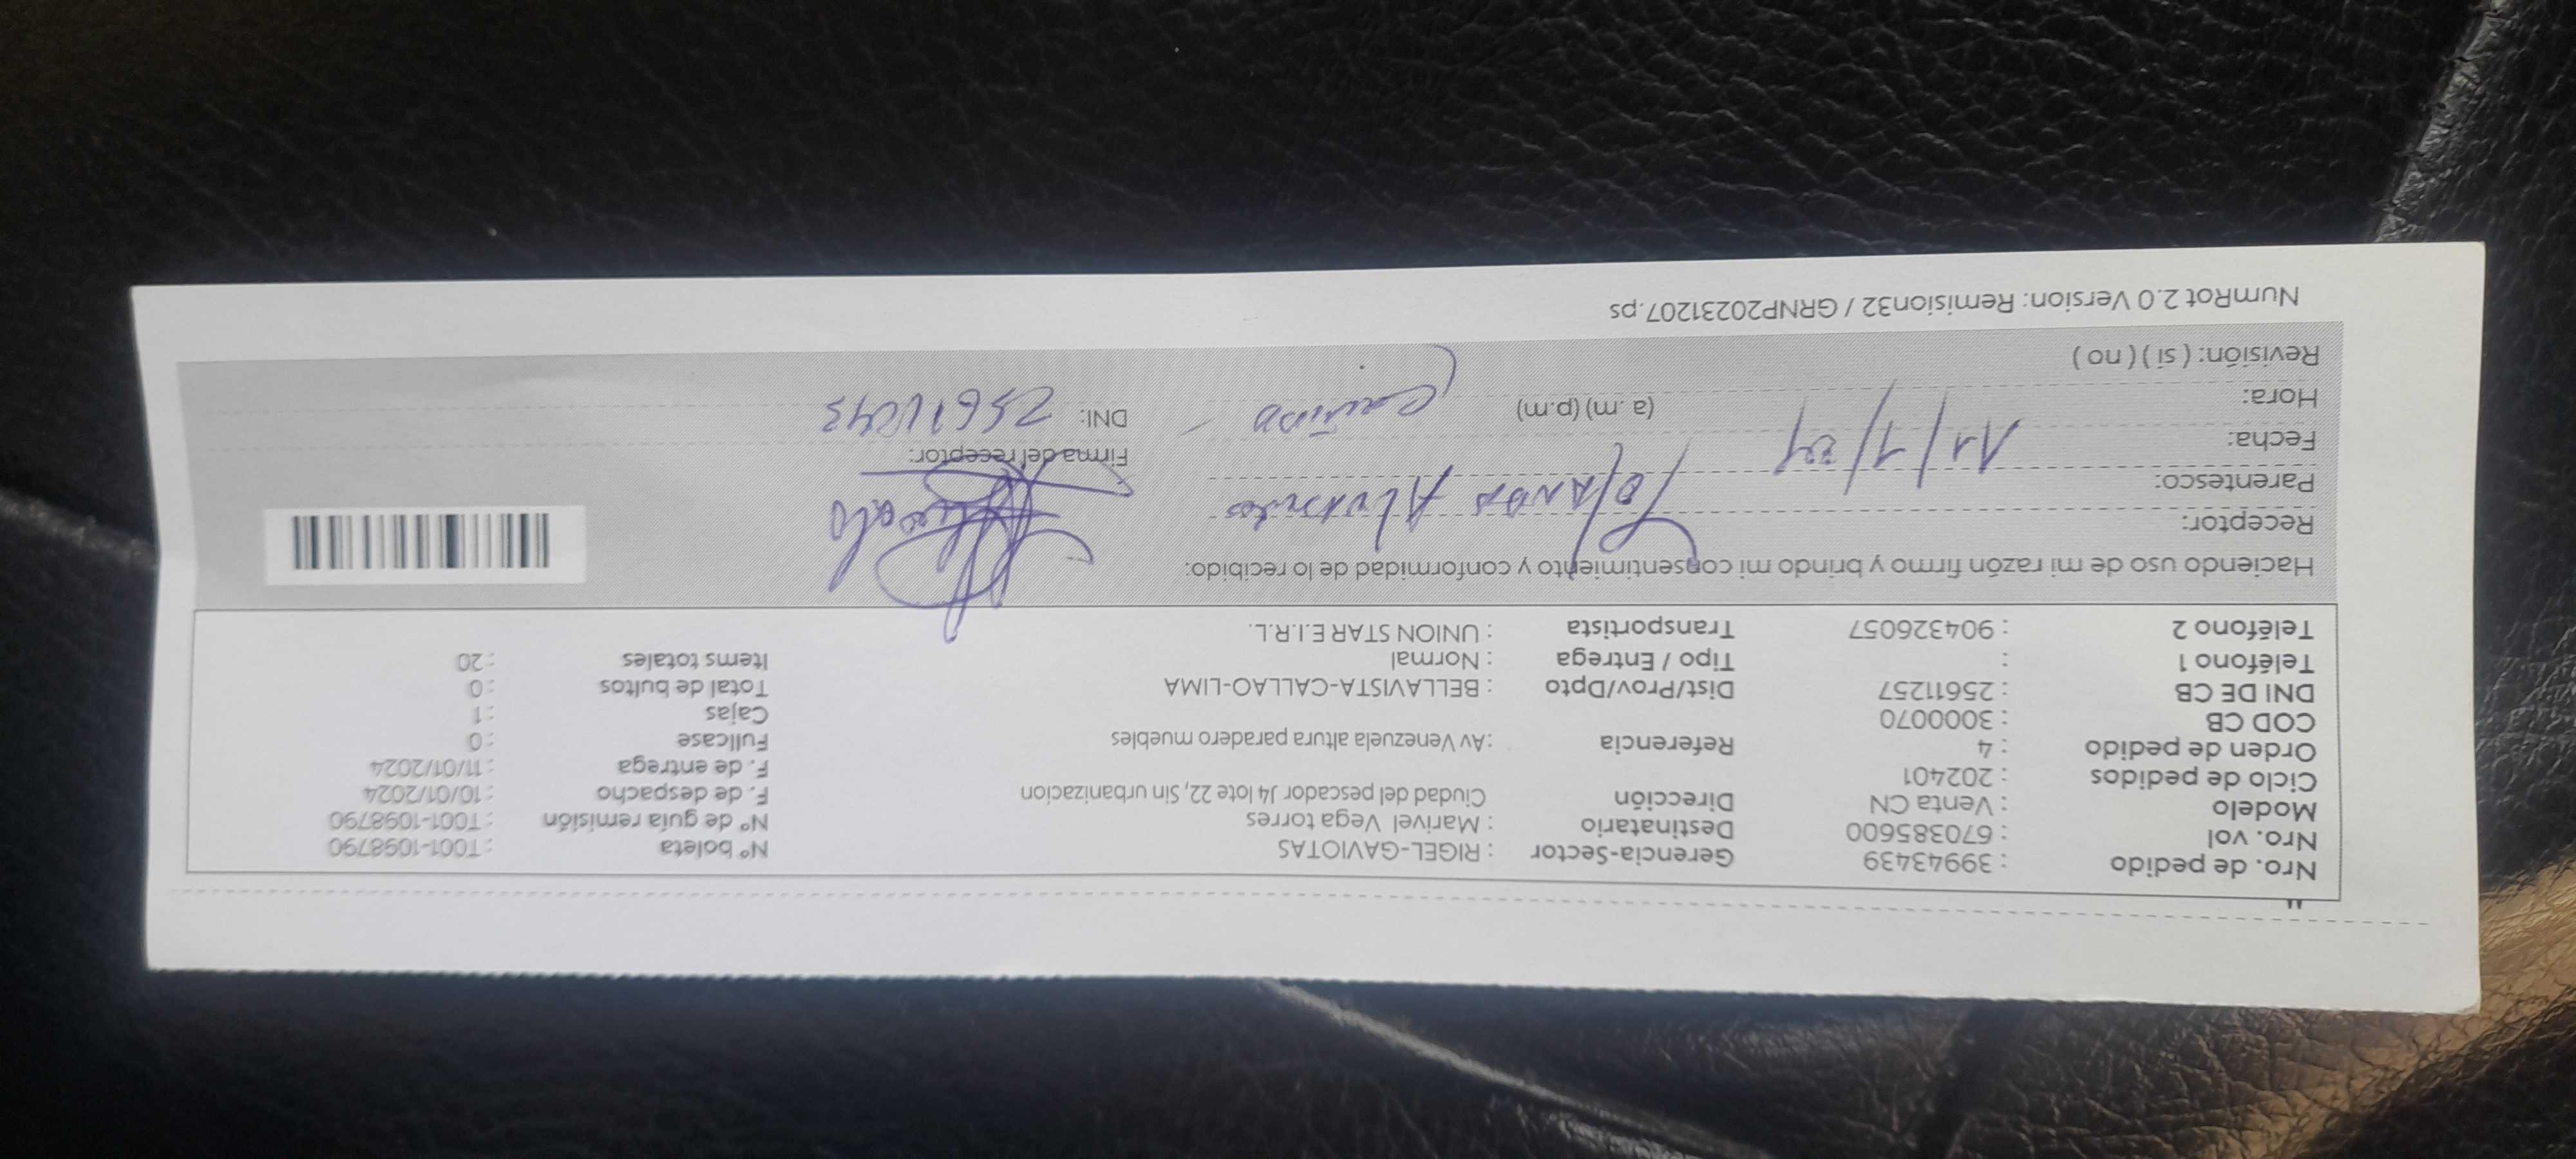 Nro. de pedido : 39943439 Gerencia-Sector : RIGEL-GAVIOTAS Nº boleta : T001-1098790
Nro. vol : 670385600 Destinatario : Marivel Vega torres Nº de guía remisión : T001-1098790
Modelo : Venta CN Dirección Ciudad del pescador J4 lote 22, Sin urbanizacion F. de despacho : 10/01/2024
Ciclo de pedidos : 202401 F. de entrega : 11/01/2024
Orden de pedido : 4 Referencia : Av Venezuela altura paradero muebles Fullcase : 0
COD CB : 3000070 Cajas : 1
DNI DE CB : 25611257 Dist/Prov/Dpto : BELLAVISTA-CALLAO-LIMA Total de bultos : 0
Teléfono 1 : Tipo / Entrega : Normal Items totales : 20
Teléfono 2 : 904326057 Transportista : UNION STAR E.I.R.L.
Haciendo uso de mi razón firmo y brindo mi consentimiento y conformidad de lo recibido:
Receptor:
Parentesco:
Fecha: 11/1/24 Firma del receptor:
Hora: (a .m) (p.m) DNI:
Revisión: ( si ) ( no )
NumRot 2.0 Version: Remision32 / GRNP20231207.ps